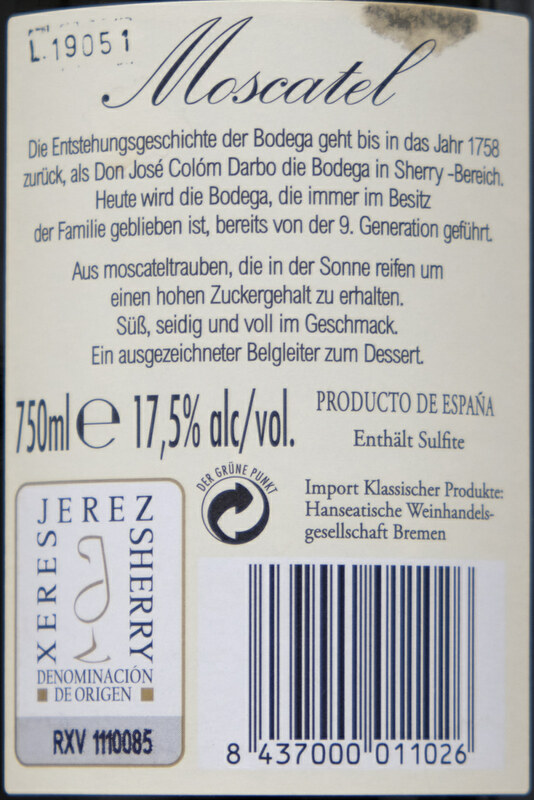 L.19051
Moscatel
Die Entstehungsgeschichte der Bodega geht bis in das Jahr 1758
zurück, als Don José Colóm Darbo die Bodega in Sherry -Bereich.
Heute wird die Bodega, die immer im Besitz
der Familie geblieben ist, bereits von der 9. Generation geführt.
Aus moscateltrauben, die in der Sonne reifen um
einen hohen Zuckergehalt zu erhalten.
Süß, seidig und voll im Geschmack.
Ein ausgezeichneter Belgleiter zum Dessert.
750ml e 17,5% alc/vol.
PRODUCTO DE ESPAÑA
Enthält Sulfite
DER GRÜNE PUNKT
Import Klassischer Produkte:
Hanseatische Weinhandels-
gesellschaft Bremen
XERES
JEREZ
SHERRY
DENOMINACIÓN
DE ORIGEN
RXV 1110085
8 437000 011026